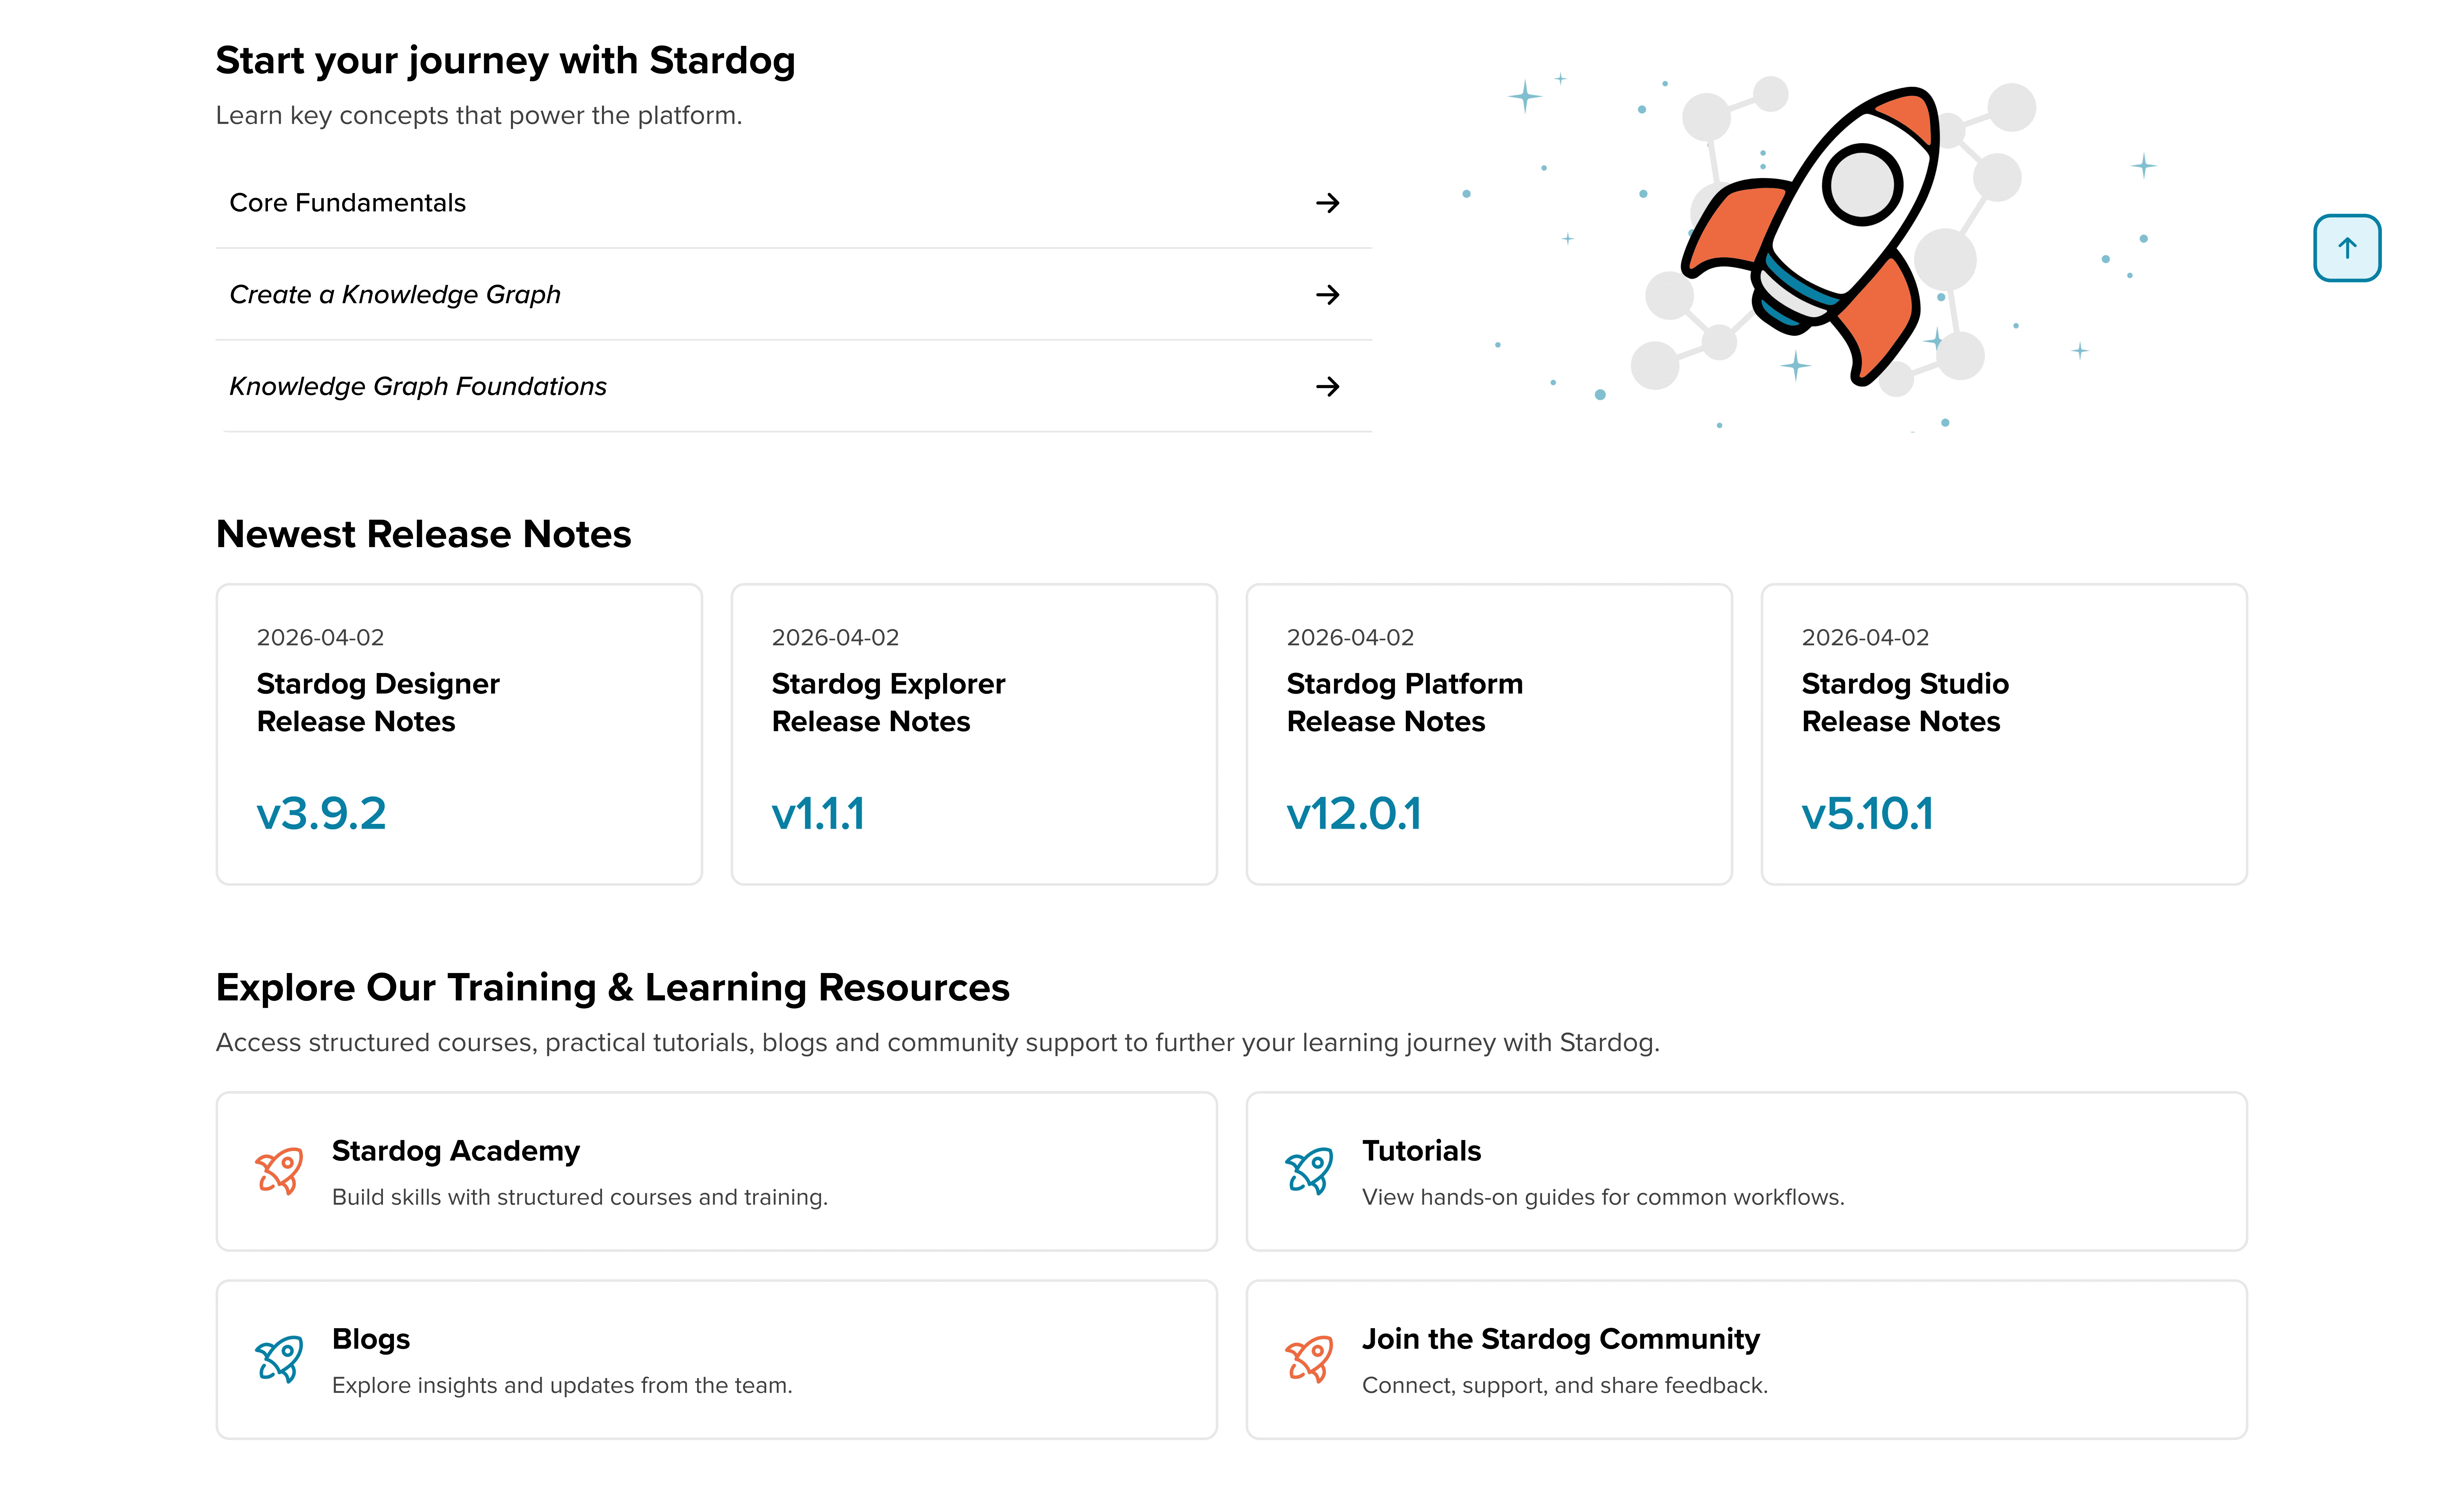 Start your journey with Stardog
Learn key concepts that power the platform.
Core Fundamentals
Create a Knowledge Graph
Knowledge Graph Foundations
Newest Release Notes
2026-04-02
Stardog Designer
Release Notes
v3.9.2
2026-04-02
Stardog Explorer
Release Notes
v1.1.1
2026-04-02
Stardog Platform
Release Notes
v12.0.1
2026-04-02
Stardog Studio
Release Notes
v5.10.1
Explore Our Training & Learning Resources
Access structured courses, practical tutorials, blogs and community support to further your learning journey with Stardog.
Stardog Academy
Build skills with structured courses and training.
Tutorials
View hands-on guides for common workflows.
Blogs
Explore insights and updates from the team.
Join the Stardog Community
Connect, support, and share feedback.